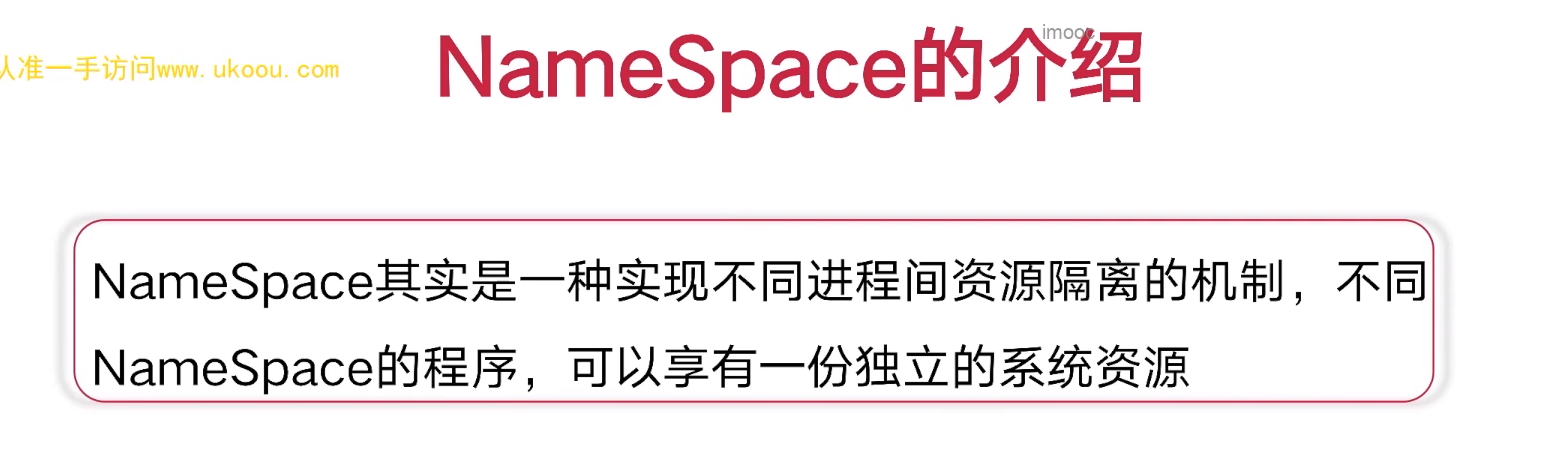 imooc
NameSpace的介绍
认准一手访问www.ukoou.com
NameSpace其实是一种实现不同进程间资源隔离的机制，不同
NameSpace的程序，可以享有一份独立的系统资源